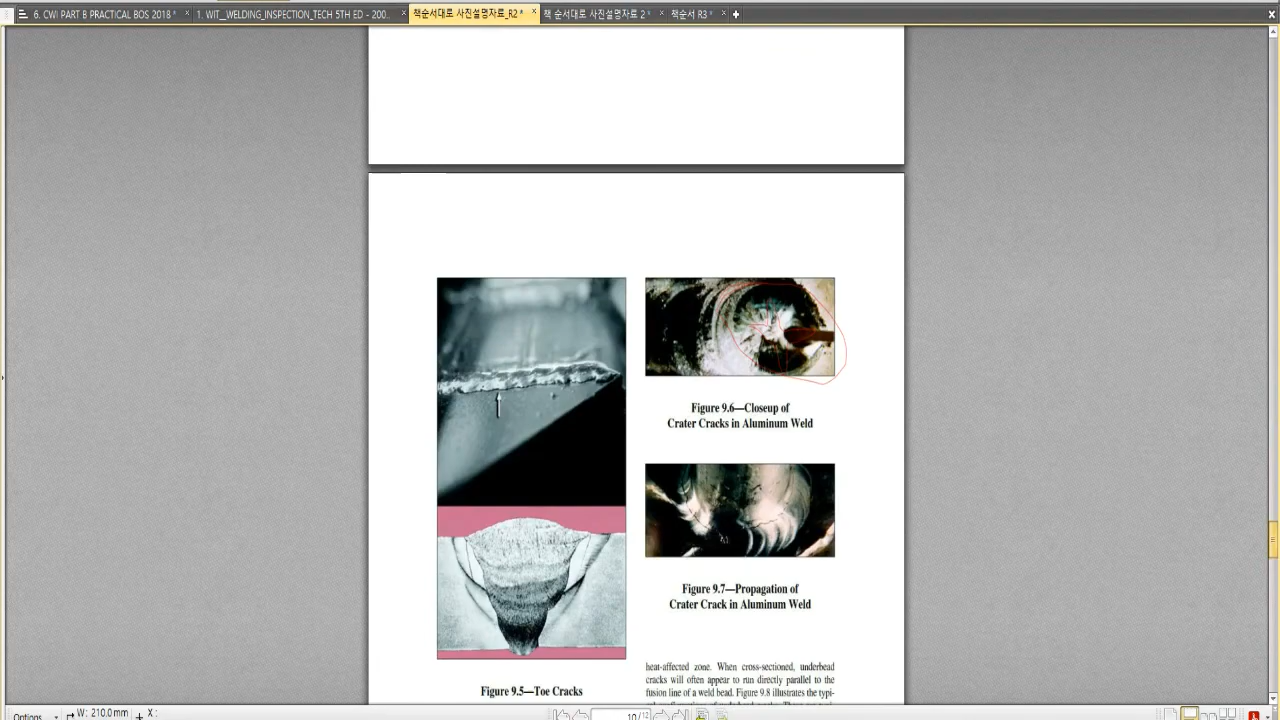 6. CWI PART B PRACTICAL BOS 2018 *
1. WIT_WELDING_INSPECTION_TECH 5TH ED - 200...
책순서대로 사진설명자료_R2 *
책 순서대로 사진설명자료 2 *
책순서 R3 *
Figure 9.6—Closeup of
Crater Cracks in Aluminum Weld
Figure 9.7—Propagation of
Crater Crack in Aluminum Weld
Figure 9.5—Toe Cracks
heat-affected zone. When cross-sectioned, underbead
cracks will often appear to run directly parallel to the
fusion line of a weld bead. Figure 9.8 illustrates the typi-
Options
W: 210.0 mm
X: